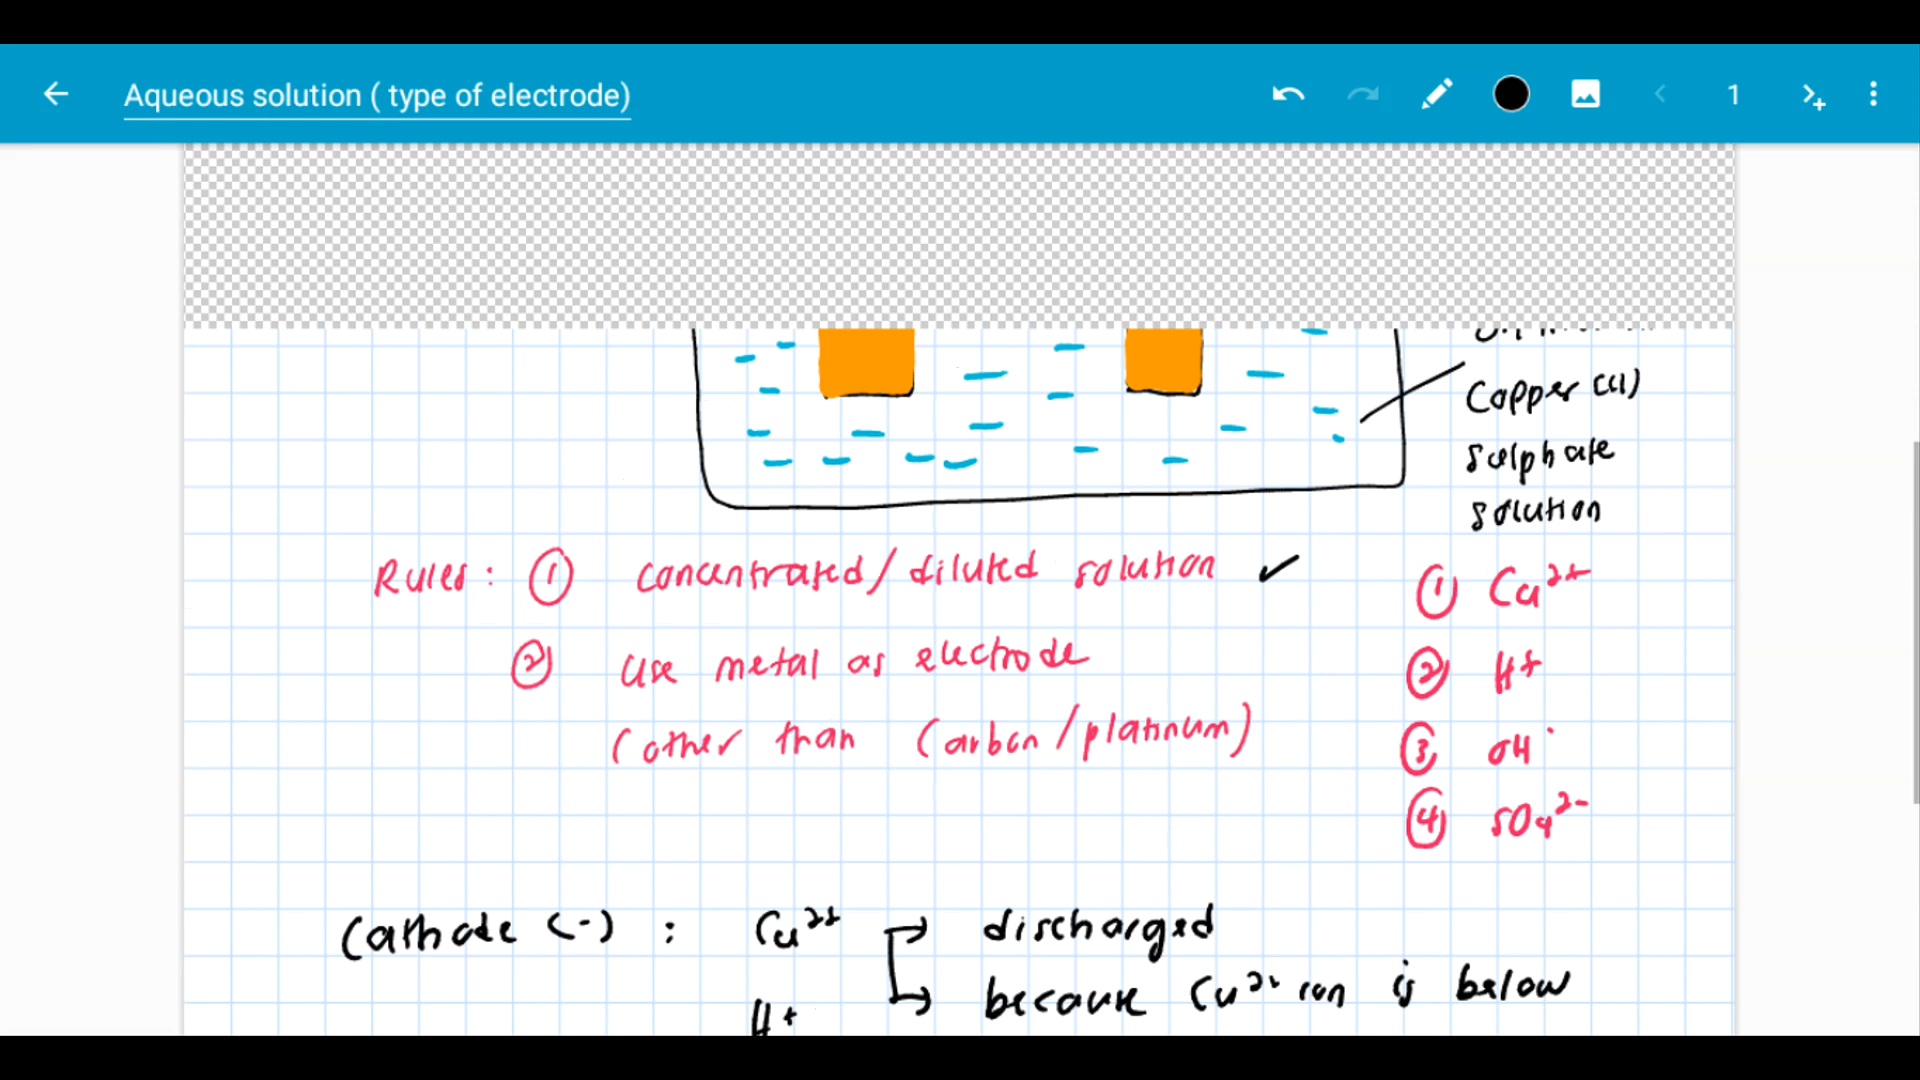 Aqueous solution ( type of electrode)
1
Copper (II)
sulphate
solution
Rules : ① concentrated/diluted solution ✓
② use metal as electrode
(other than carbon/platinum)
① Cu²⁺
② H⁺
③ OH⁻
④ SO₄²⁻
Cathode (-) : Cu²⁺ → discharged
→ because Cu²⁺ ion is below
H⁺